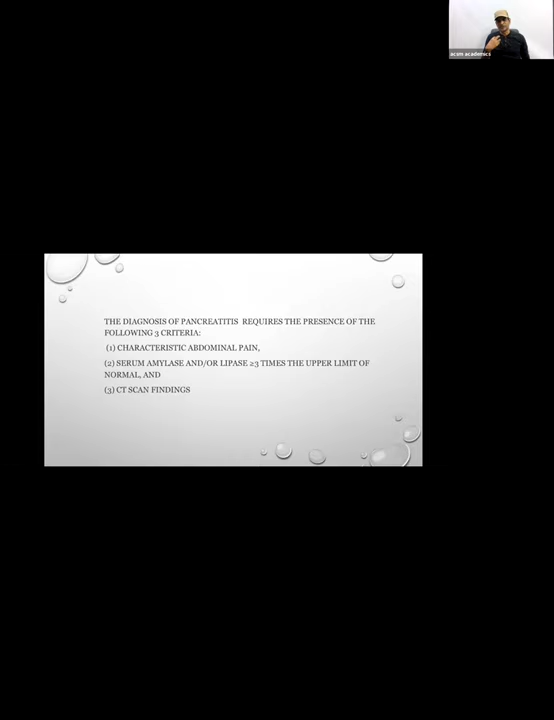 acsm academics
THE DIAGNOSIS OF PANCREATITIS REQUIRES THE PRESENCE OF THE
FOLLOWING 3 CRITERIA:
(1) CHARACTERISTIC ABDOMINAL PAIN,
(2) SERUM AMYLASE AND/OR LIPASE ≥3 TIMES THE UPPER LIMIT OF
NORMAL, AND
(3) CT SCAN FINDINGS